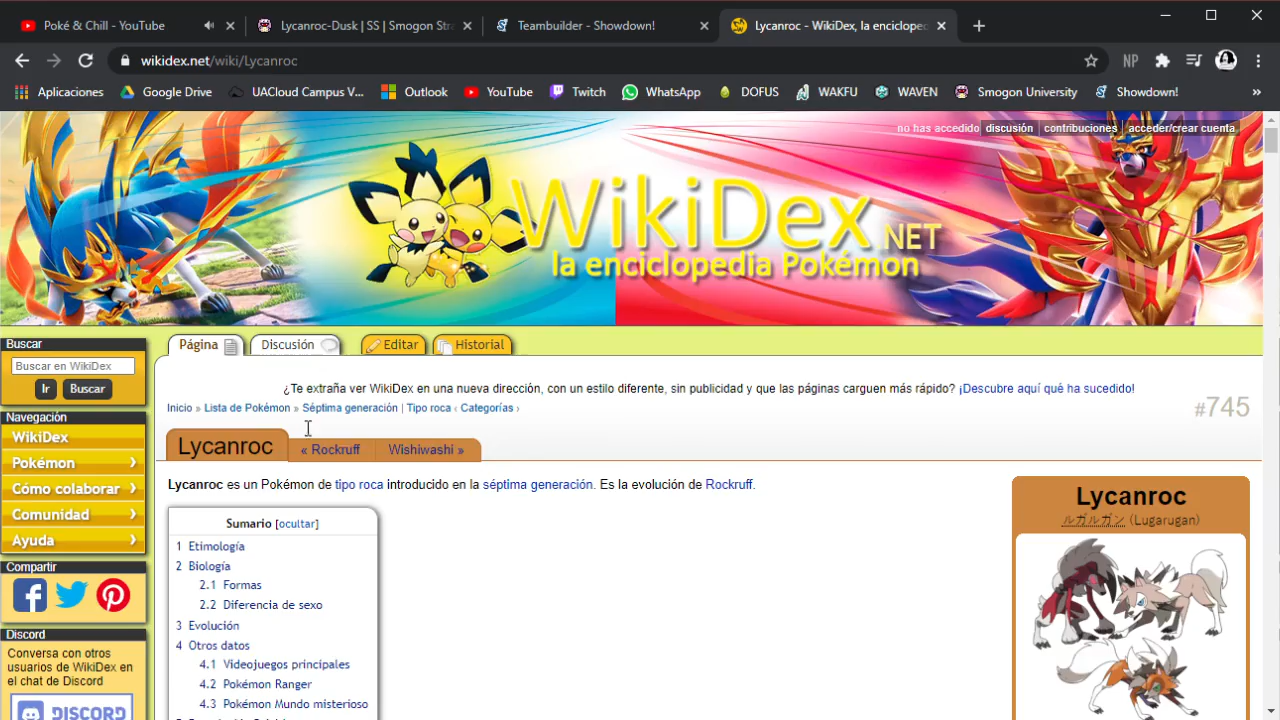 Poké & Chill - YouTube
Lycanroc-Dusk | SS | Smogon Str
Teambuilder - Showdown!
Lycanroc - WikiDex, la enciclope
wikidex.net/wiki/Lycanroc
NP
Aplicaciones
Google Drive
UACloud Campus V...
Outlook
YouTube
Twitch
WhatsApp
DOFUS
WAKFU
WAVEN
Smogon University
Showdown!
»
no has accedido discusión contribuciones acceder/crear cuenta
WikiDex.NET
la enciclopedia Pokémon
Buscar
Buscar en WikiDex
Ir
Buscar
Navegación
WikiDex
Pokémon
Cómo colaborar
Comunidad
Ayuda
Compartir
Discord
Conversa con otros
usuarios de WikiDex en
el chat de Discord
DISCORD
Página
Discusión
Editar
Historial
¿Te extraña ver WikiDex en una nueva dirección, con un estilo diferente, sin publicidad y que las páginas carguen más rápido? ¡Descubre aquí qué ha sucedido!
Inicio » Lista de Pokémon » Séptima generación | Tipo roca ‹ Categorías ›
#745
Lycanroc
« Rockruff
Wishiwashi »
Lycanroc es un Pokémon de tipo roca introducido en la séptima generación. Es la evolución de Rockruff.
Sumario [ocultar]
1 Etimología
2 Biología
2.1 Formas
2.2 Diferencia de sexo
3 Evolución
4 Otros datos
4.1 Videojuegos principales
4.2 Pokémon Ranger
4.3 Pokémon Mundo misterioso
Lycanroc
ルガルガン (Lugarugan)